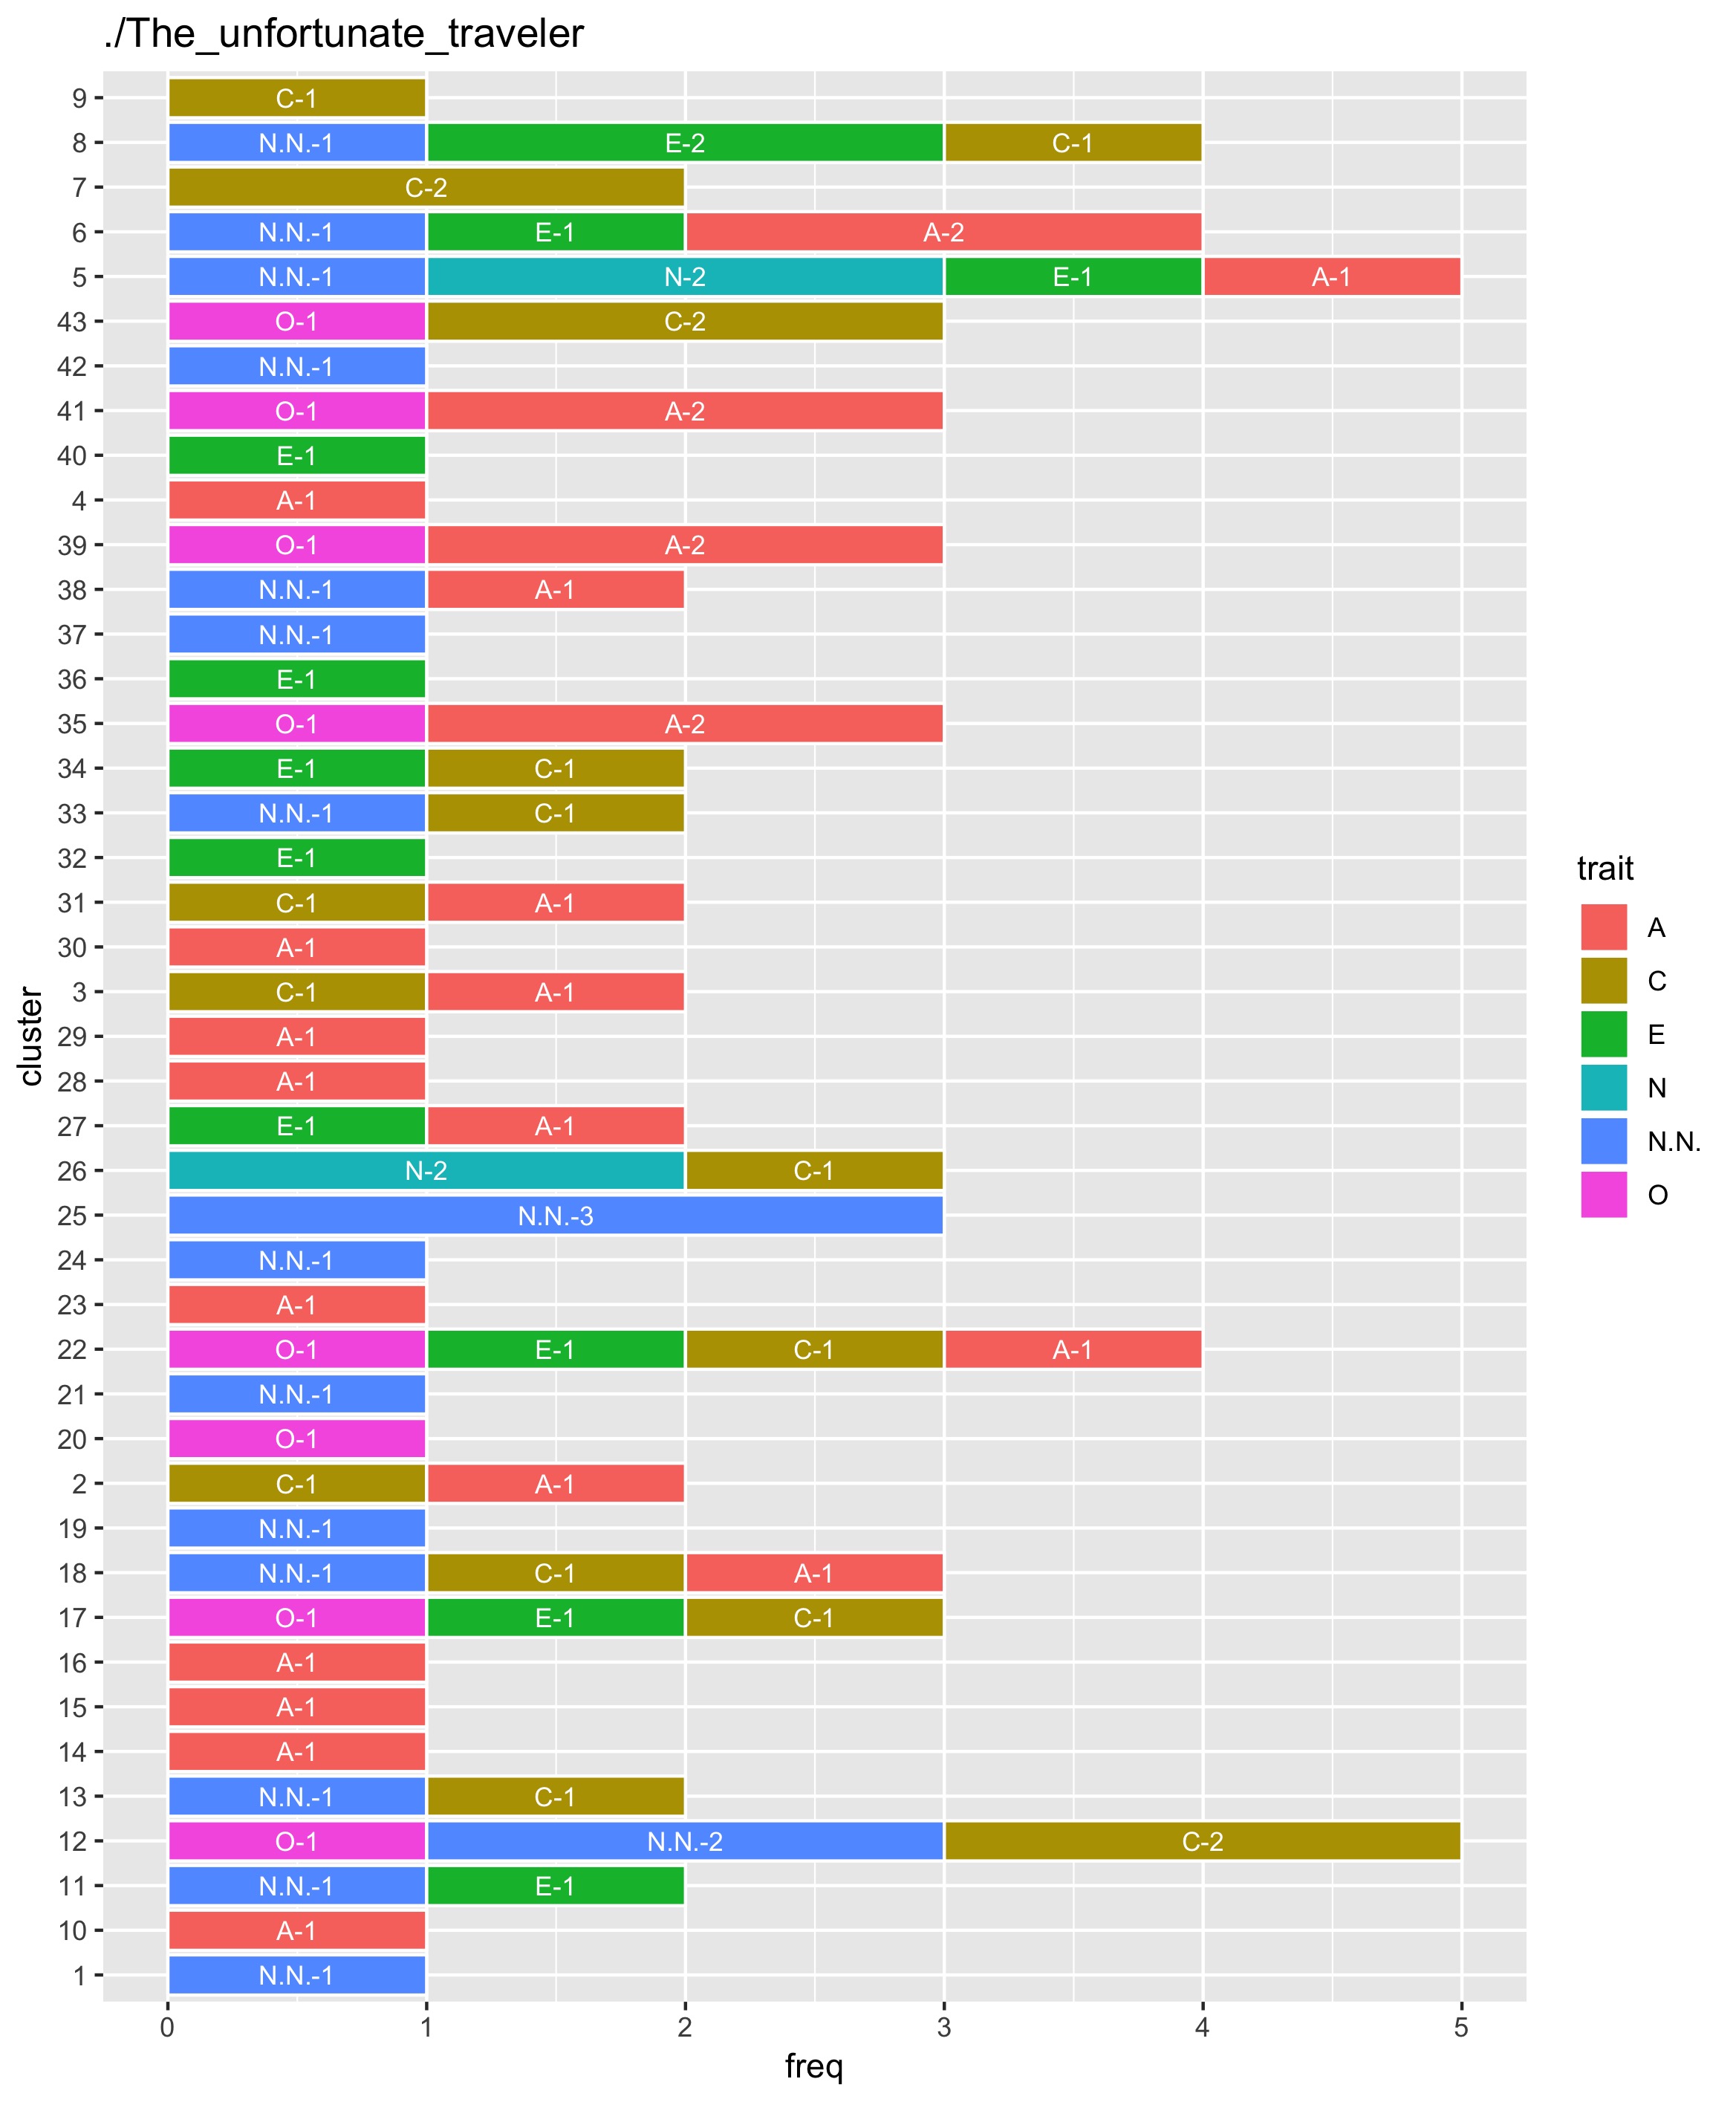 ./The_unfortunate_traveler
9 C-1
8 N.N.-1 E-2 C-1
7 C-2
6 N.N.-1 E-1 A-2
5 N.N.-1 N-2 E-1 A-1
43 O-1 C-2
42 N.N.-1
41 O-1 A-2
40 E-1
4 A-1
39 O-1 A-2
38 N.N.-1 A-1
37 N.N.-1
36 E-1
35 O-1 A-2
34 E-1 C-1
33 N.N.-1 C-1
32 E-1
31 C-1 A-1
30 A-1
3 C-1 A-1
29 A-1
28 A-1
27 E-1 A-1
26 N-2 C-1
25 N.N.-3
24 N.N.-1
23 A-1
22 O-1 E-1 C-1 A-1
21 N.N.-1
20 O-1
2 C-1 A-1
19 N.N.-1
18 N.N.-1 C-1 A-1
17 O-1 E-1 C-1
16 A-1
15 A-1
14 A-1
13 N.N.-1 C-1
12 O-1 N.N.-2 C-2
11 N.N.-1 E-1
10 A-1
1 N.N.-1
0 1 2 3 4 5
freq
cluster
trait
A
C
E
N
N.N.
O